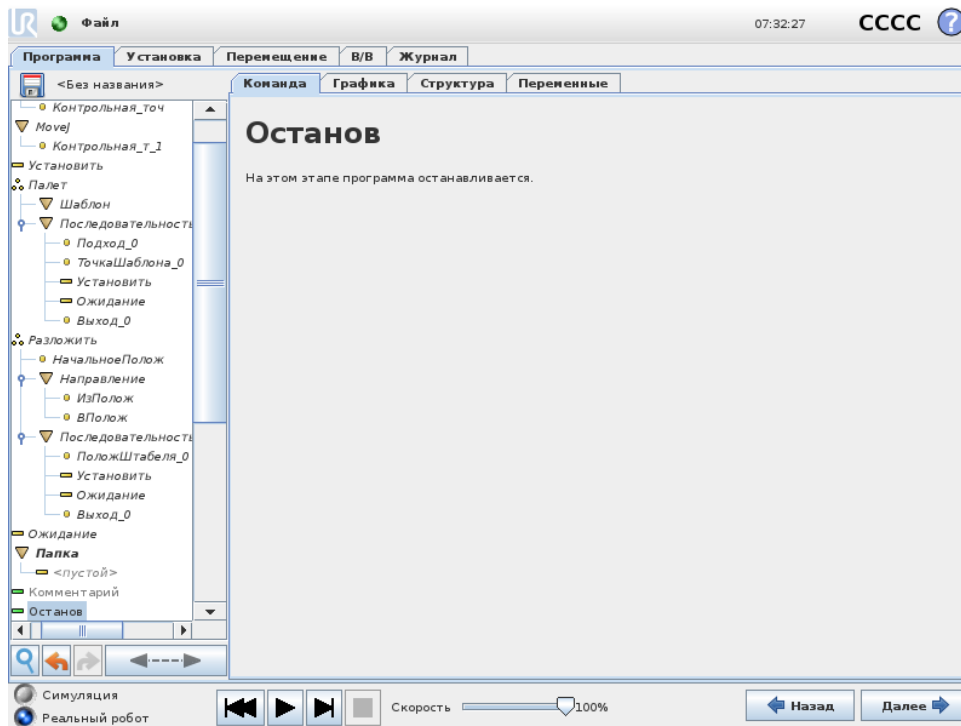 UR Файл 07:32:27 CCCC ?
Программа Установка Перемещение В/В Журнал
<Без названия> Команда Графика Структура Переменные
Контрольная_точ
MoveJ
Контрольная_т_1
Установить
Палет
Шаблон
Последовательность
Подход_0
ТочкаШаблона_0
Установить
Ожидание
Выход_0
Разложить
НачальноеПолож
Направление
ИзПолож
ВПолож
Последовательность
ПоложШтабеля_0
Установить
Ожидание
Выход_0
Ожидание
Папка
<пустой>
Комментарий
Останов
Останов
На этом этапе программа останавливается.
Симуляция
Реальный робот
Скорость 100%
Назад Далее